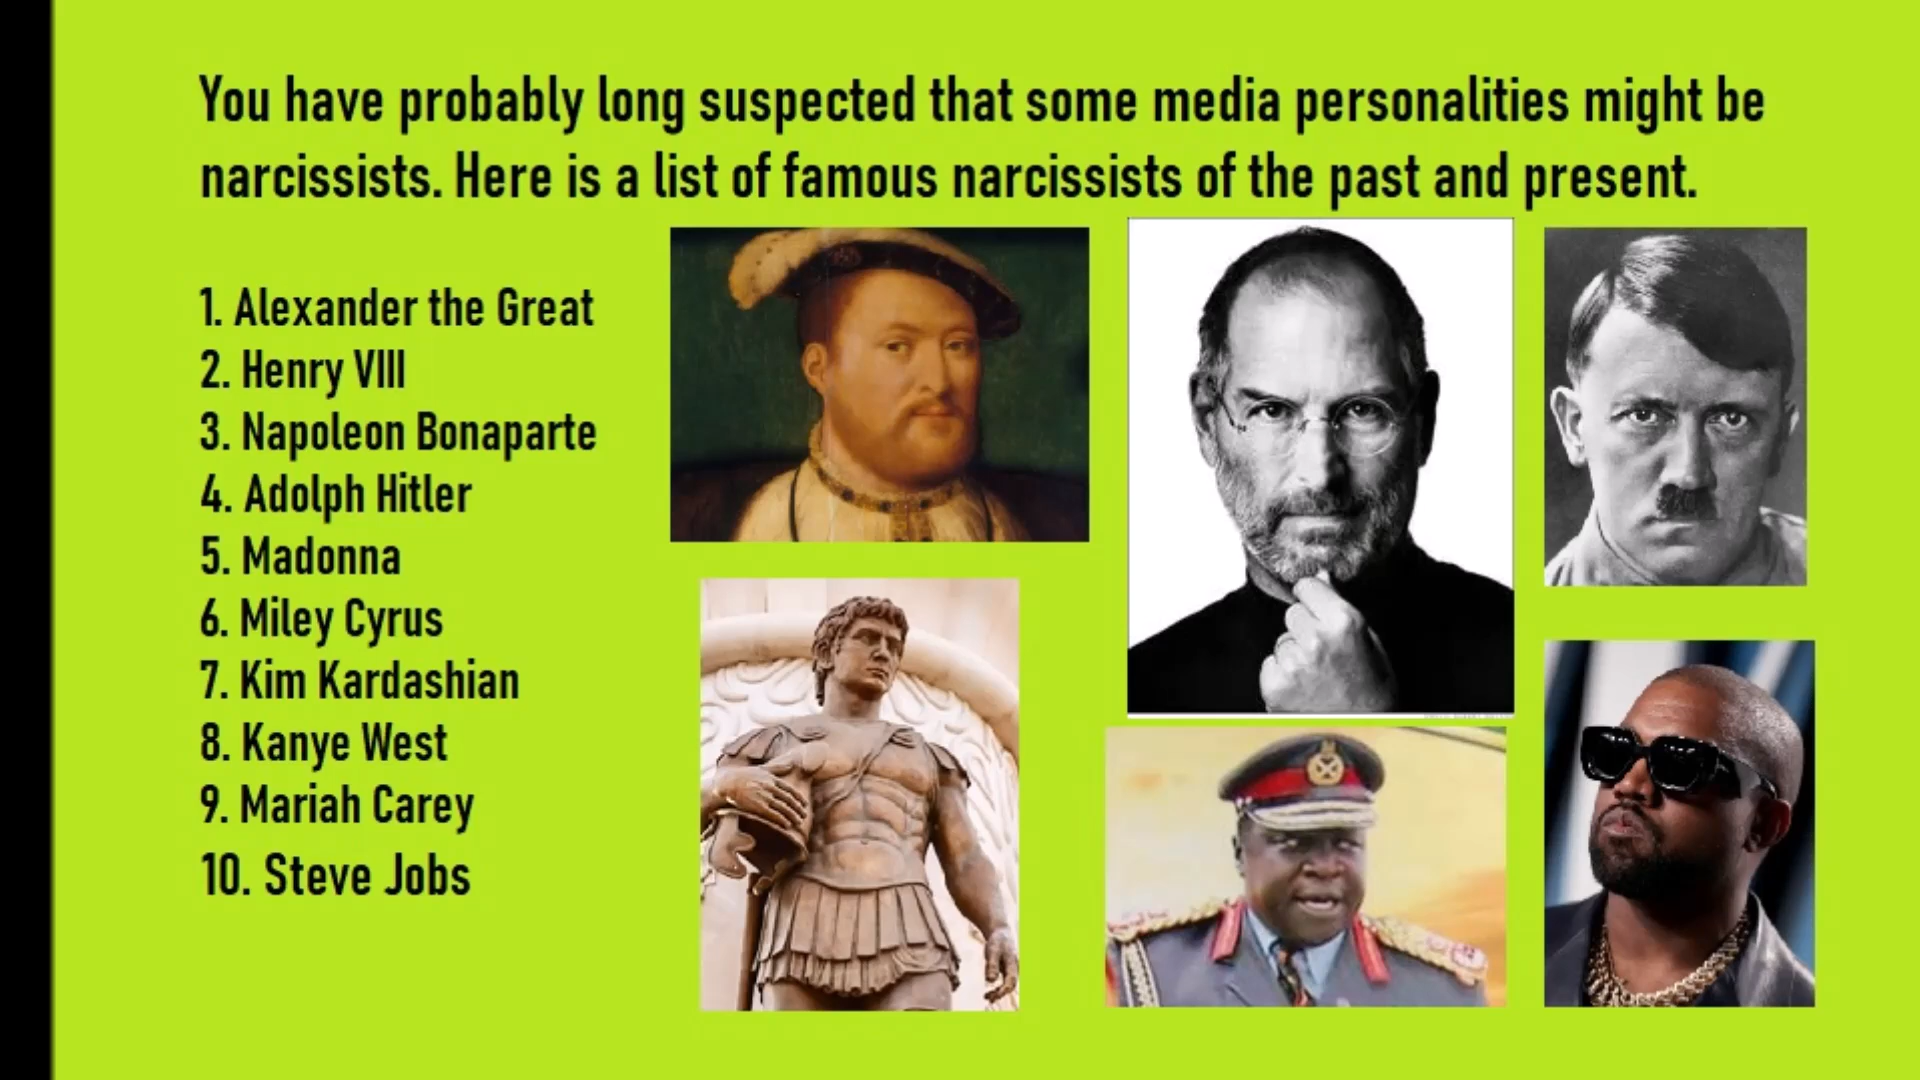 You have probably long suspected that some media personalities might be
narcissists. Here is a list of famous narcissists of the past and present.
1. Alexander the Great
2. Henry VIII
3. Napoleon Bonaparte
4. Adolph Hitler
5. Madonna
6. Miley Cyrus
7. Kim Kardashian
8. Kanye West
9. Mariah Carey
10. Steve Jobs